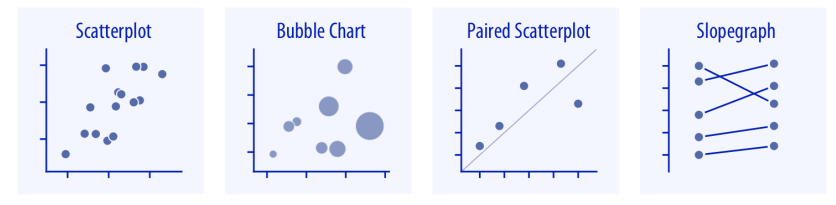 Scatterplot
Bubble Chart
Paired Scatterplot
Slopegraph